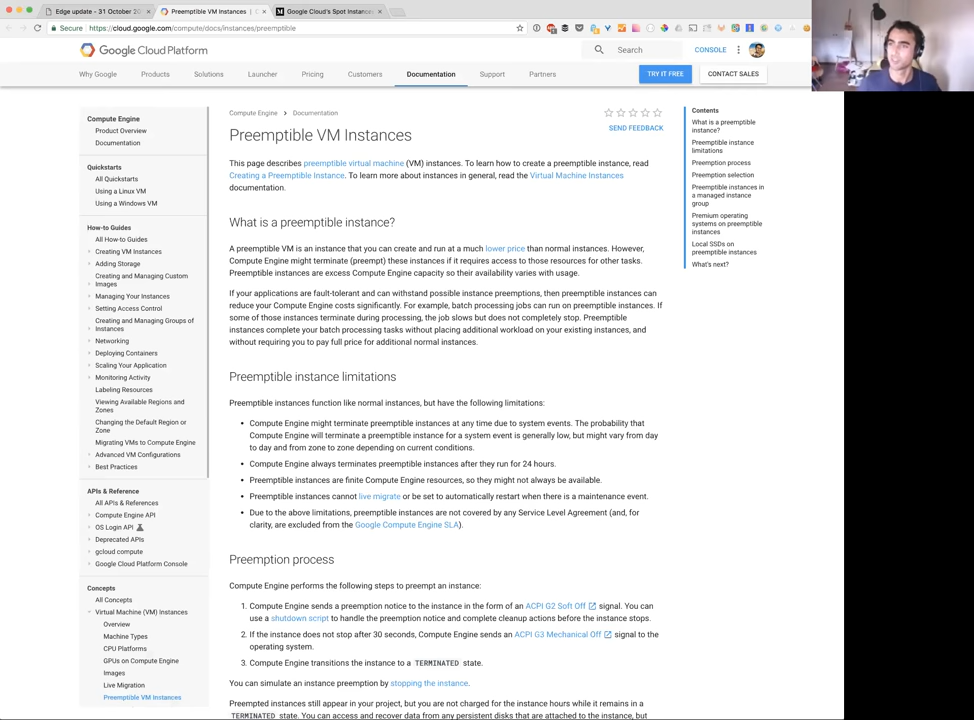 Edge update - 31 October 20
Preemptible VM Instances
Google Cloud's Spot Instances
Secure
https://cloud.google.com/compute/docs/instances/preemptible
Google Cloud Platform
Search
CONSOLE
Why Google
Products
Solutions
Launcher
Pricing
Customers
Documentation
Support
Partners
TRY IT FREE
CONTACT SALES
Compute Engine
Product Overview
Documentation
Quickstarts
All Quickstarts
Using a Linux VM
Using a Windows VM
How-to Guides
All How-to Guides
Creating VM Instances
Adding Storage
Creating and Managing Custom
Images
Managing Your Instances
Setting Access Control
Creating and Managing Groups of
Instances
Networking
Deploying Containers
Scaling Your Application
Monitoring Activity
Labeling Resources
Viewing Available Regions and
Zones
Changing the Default Region or
Zone
Migrating VMs to Compute Engine
Advanced VM Configurations
Best Practices
APIs & Reference
All APIs & References
Compute Engine API
OS Login API
Deprecated APIs
gcloud compute
Google Cloud Platform Console
Concepts
All Concepts
Virtual Machine (VM) Instances
Overview
Machine Types
CPU Platforms
GPUs on Compute Engine
Images
Live Migration
Preemptible VM Instances
Compute Engine > Documentation
SEND FEEDBACK
Preemptible VM Instances
This page describes preemptible virtual machine (VM) instances. To learn how to create a preemptible instance, read
Creating a Preemptible Instance. To learn more about instances in general, read the Virtual Machine Instances
documentation.
What is a preemptible instance?
A preemptible VM is an instance that you can create and run at a much lower price than normal instances. However,
Compute Engine might terminate (preempt) these instances if it requires access to those resources for other tasks.
Preemptible instances are excess Compute Engine capacity so their availability varies with usage.
If your applications are fault-tolerant and can withstand possible instance preemptions, then preemptible instances can
reduce your Compute Engine costs significantly. For example, batch processing jobs can run on preemptible instances. If
some of those instances terminate during processing, the job slows but does not completely stop. Preemptible
instances complete your batch processing tasks without placing additional workload on your existing instances, and
without requiring you to pay full price for additional normal instances.
Preemptible instance limitations
Preemptible instances function like normal instances, but have the following limitations:
• Compute Engine might terminate preemptible instances at any time due to system events. The probability that
Compute Engine will terminate a preemptible instance for a system event is generally low, but might vary from day
to day and from zone to zone depending on current conditions.
• Compute Engine always terminates preemptible instances after they run for 24 hours.
• Preemptible instances are finite Compute Engine resources, so they might not always be available.
• Preemptible instances cannot live migrate or be set to automatically restart when there is a maintenance event.
• Due to the above limitations, preemptible instances are not covered by any Service Level Agreement (and, for
clarity, are excluded from the Google Compute Engine SLA).
Preemption process
Compute Engine performs the following steps to preempt an instance:
1. Compute Engine sends a preemption notice to the instance in the form of an ACPI G2 Soft Off signal. You can
use a shutdown script to handle the preemption notice and complete cleanup actions before the instance stops.
2. If the instance does not stop after 30 seconds, Compute Engine sends an ACPI G3 Mechanical Off signal to the
operating system.
3. Compute Engine transitions the instance to a TERMINATED state.
You can simulate an instance preemption by stopping the instance.
Preempted instances still appear in your project, but you are not charged for the instance hours while it remains in a
TERMINATED state. You can access and recover data from any persistent disks that are attached to the instance, but
Contents
What is a preemptible
instance?
Preemptible instance
limitations
Preemption process
Preemption selection
Preemptible instances in
a managed instance
group
Premium operating
systems on preemptible
instances
Local SSDs on
preemptible instances
What's next?